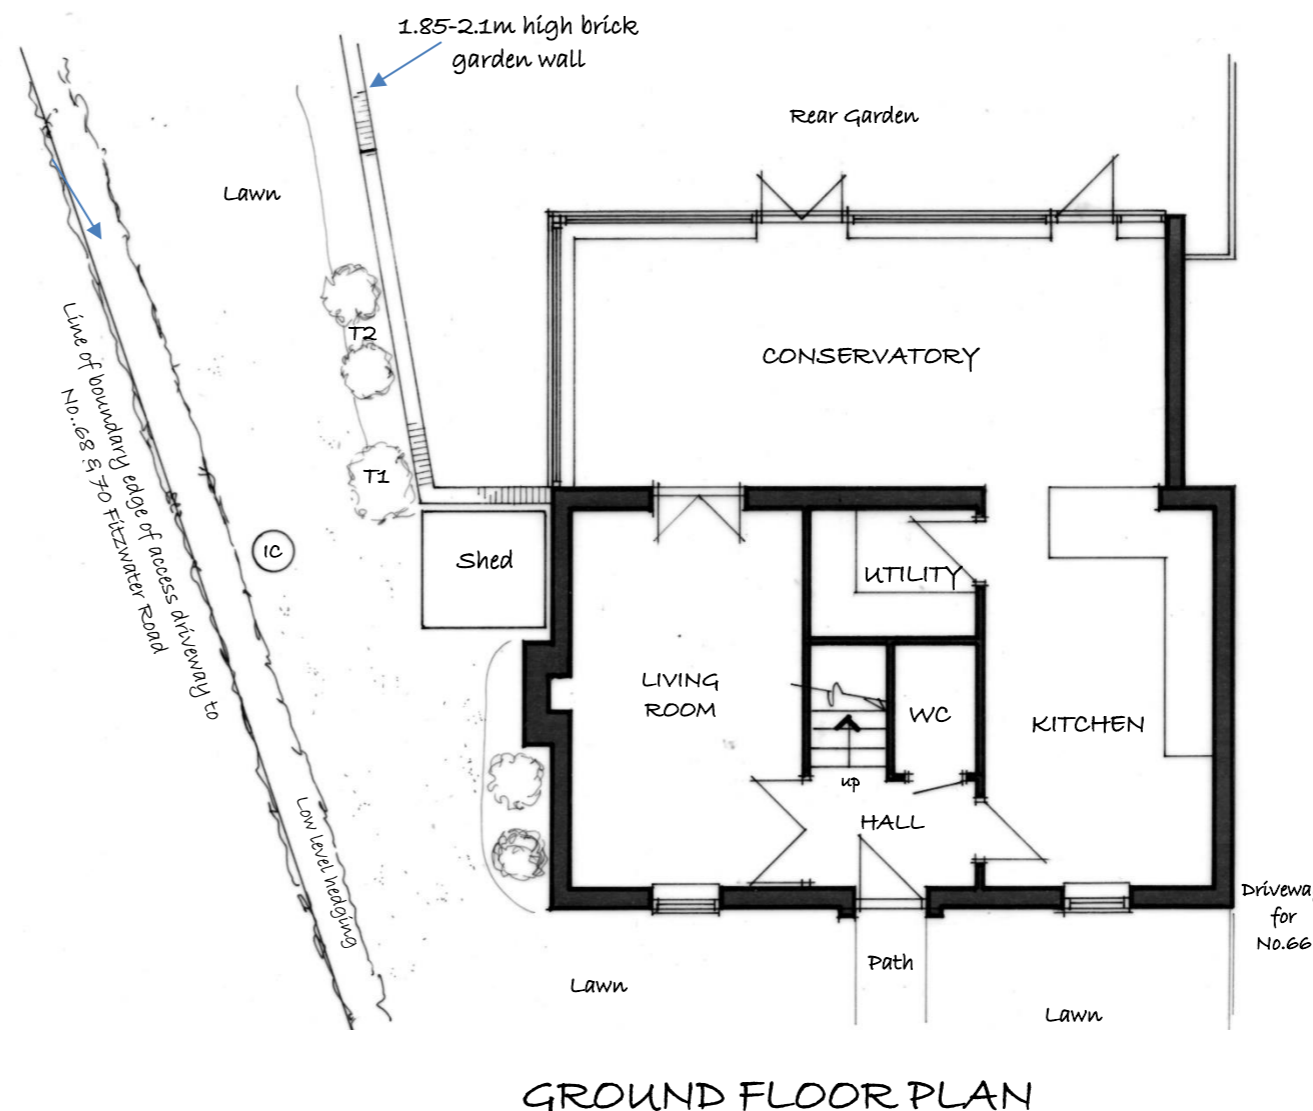 1.85-2.1m high brick
garden wall
Rear Garden
Lawn
T2
CONSERVATORY
Line of boundary edge of access driveway to
No..68 & 70 Fitzwater Road
T1
IC
Shed
UTILITY
LIVING
ROOM
WC
KITCHEN
up
HALL
Low level hedging
Drivewa
for
No.66
Path
Lawn
Lawn
GROUND FLOOR PLAN